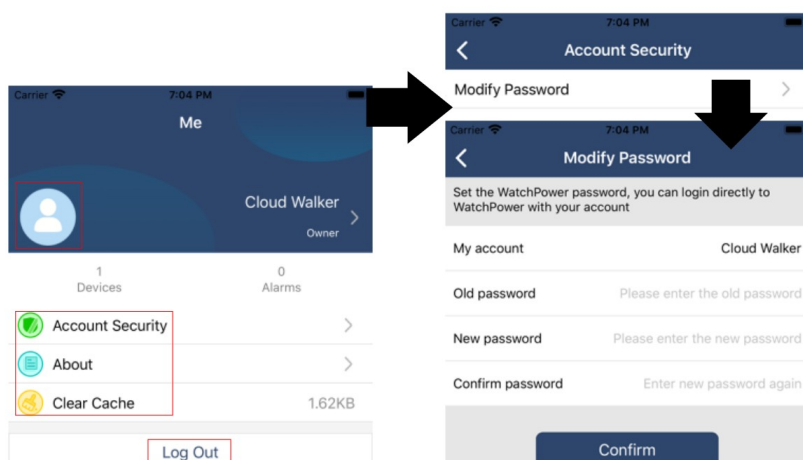 Carrier 7:04 PM
Me
Cloud Walker
Owner
1 0
Devices Alarms
Account Security
About
Clear Cache 1.62KB
Log Out
Carrier 7:04 PM
Account Security
Modify Password
Carrier 7:04 PM
Modify Password
Set the WatchPower password, you can login directly to
WatchPower with your account
My account Cloud Walker
Old password Please enter the old password
New password Please enter the new password
Confirm password Enter new password again
Confirm